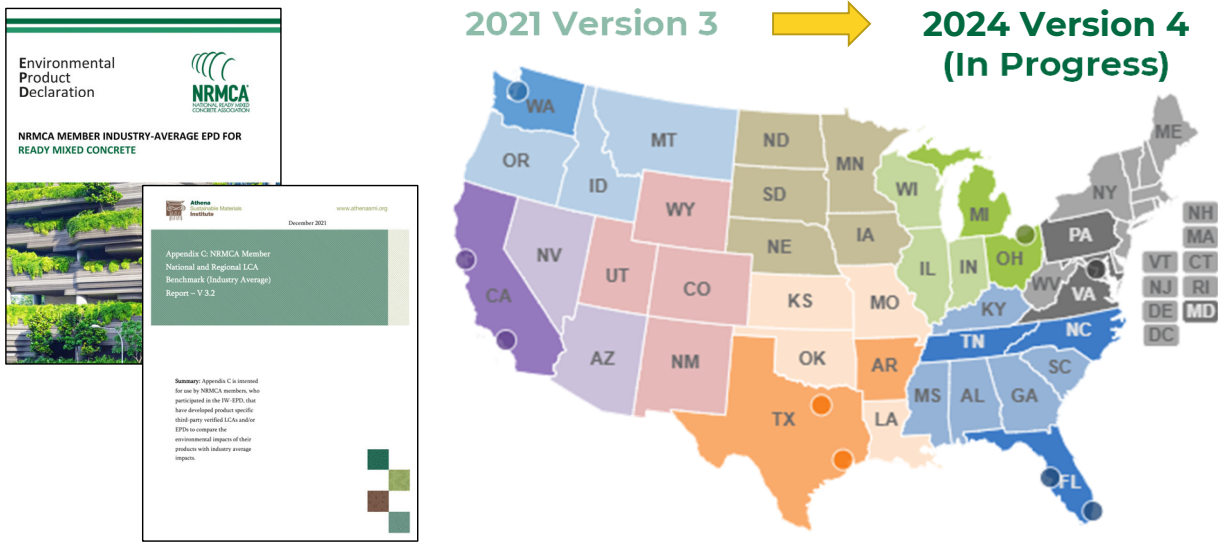 Environmental
Product
Declaration
NRMCA
NATIONAL READY MIXED
CONCRETE ASSOCIATION
NRMCA MEMBER INDUSTRY-AVERAGE EPD FOR
READY MIXED CONCRETE
Athena
Sustainable Materials
Institute
www.athenasmi.org
December 2021
Appendix C: NRMCA Member
National and Regional LCA
Benchmark (Industry Average)
Report – V 3.2
Summary: Appendix C is intended
for use by NRMCA members, who
participated in the IW-EPD, that
have developed product specific
third-party verified LCAs and/or
EPDs to compare the
environmental impacts of their
products with industry average
impacts.
2021 Version 3
2024 Version 4
(In Progress)
WA
MT
ND
MN
ME
OR
ID
SD
WI
MI
NY
WY
NE
IA
PA
NH
MA
NV
UT
CO
IL
IN
OH
WV
VA
VT
CT
NJ
RI
DE
MD
DC
CA
KS
MO
KY
AZ
NM
OK
AR
TN
NC
SC
TX
LA
MS
AL
GA
FL